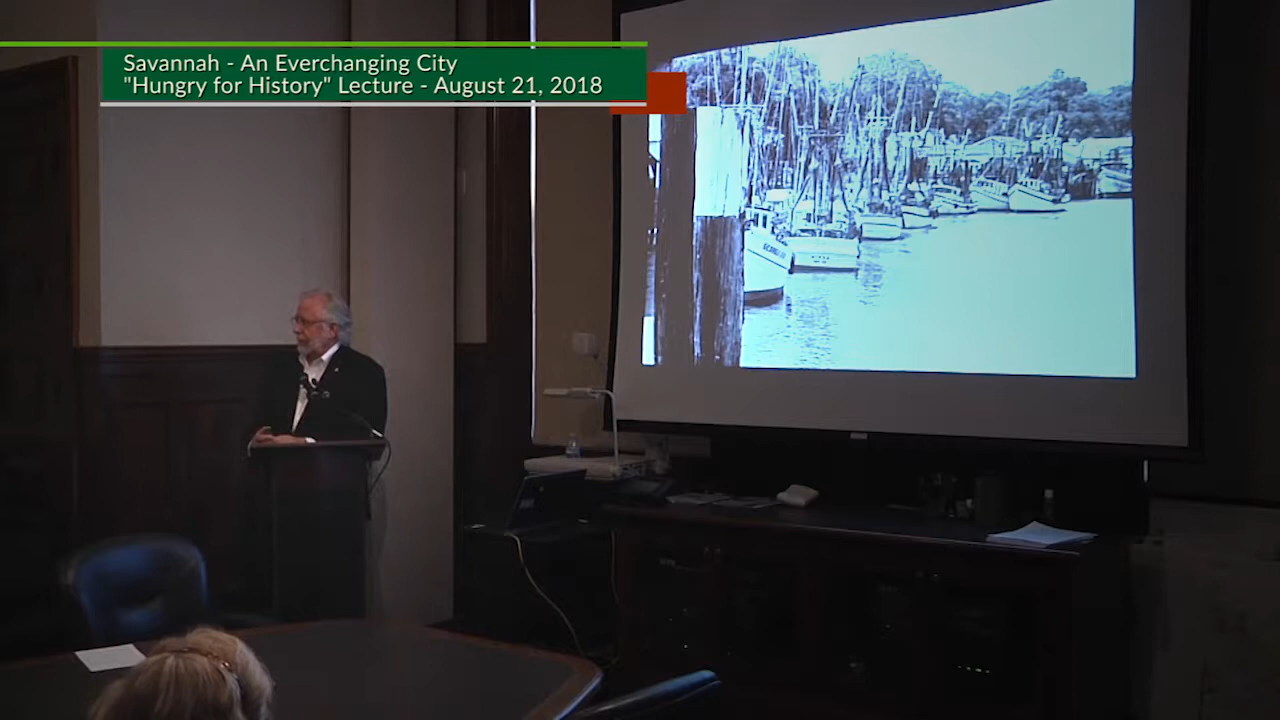 Savannah - An Everchanging City
"Hungry for History" Lecture - August 21, 2018